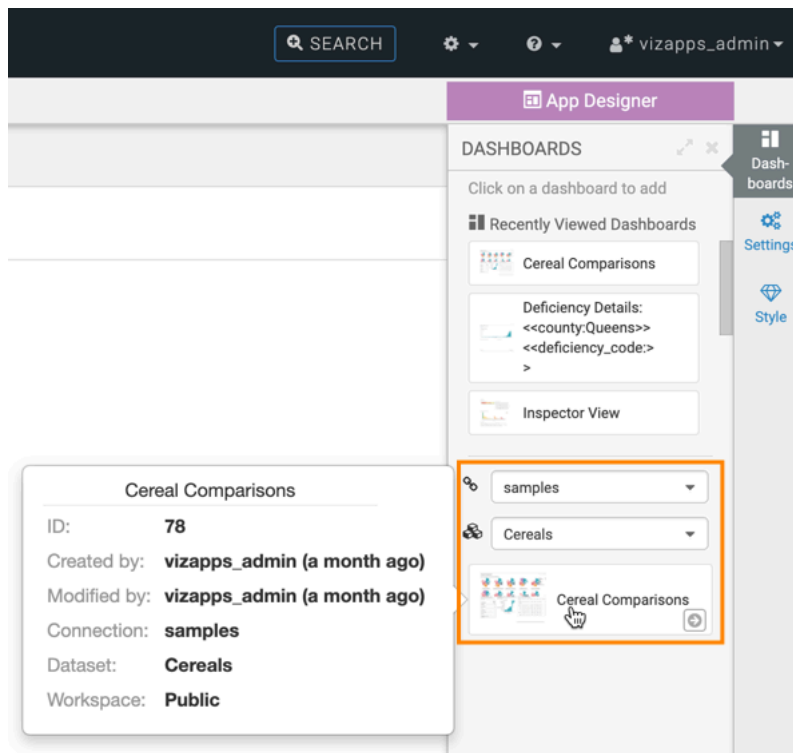 SEARCH
vizapps_admin
App Designer
DASHBOARDS
Click on a dashboard to add
Recently Viewed Dashboards
Cereal Comparisons
Deficiency Details:
<<county:Queens>>
<<deficiency_code:>
>
Inspector View
Dash-
boards
Settings
Style
samples
Cereals
Cereal Comparisons
Cereal Comparisons
ID: 78
Created by: vizapps_admin (a month ago)
Modified by: vizapps_admin (a month ago)
Connection: samples
Dataset: Cereals
Workspace: Public